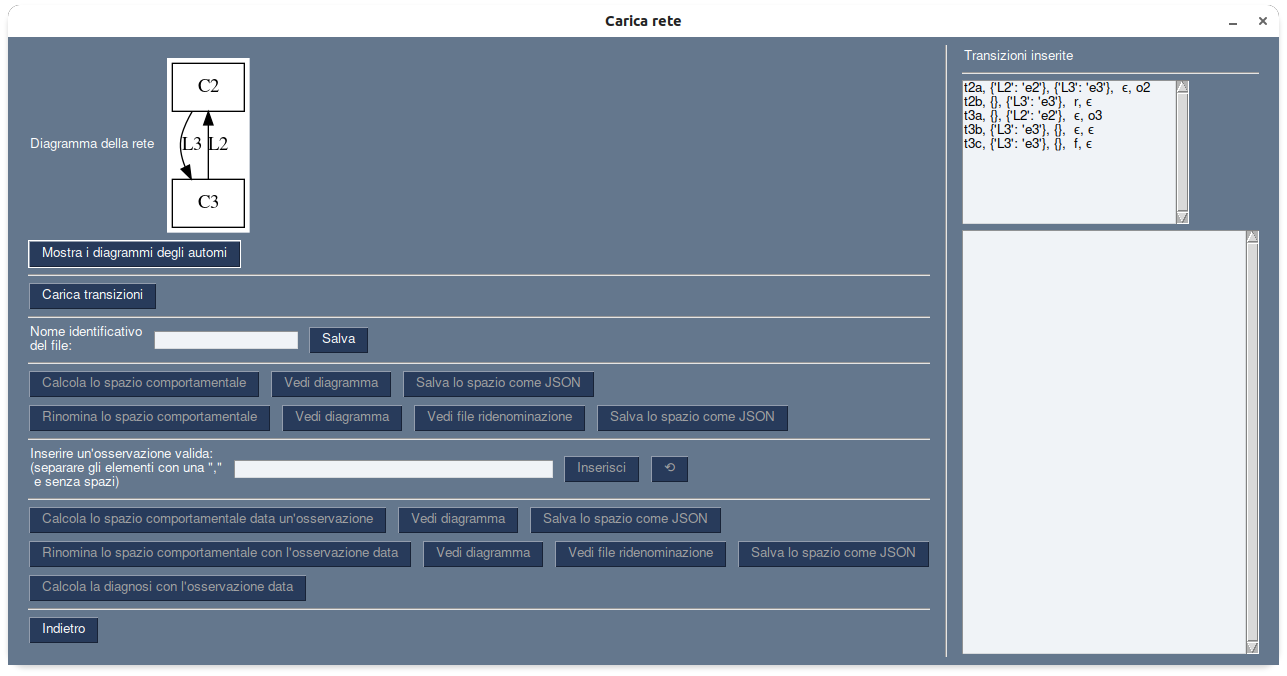 Carica rete
Diagramma della rete
C2
L3 L2
C3
Mostra i diagrammi degli automi
Carica transizioni
Nome identificativo
del file:
Salva
Calcola lo spazio comportamentale
Vedi diagramma
Salva lo spazio come JSON
Rinomina lo spazio comportamentale
Vedi diagramma
Vedi file ridenominazione
Salva lo spazio come JSON
Inserire un'osservazione valida:
(separare gli elementi con una ","
e senza spazi)
Inserisci
⟲
Calcola lo spazio comportamentale data un'osservazione
Vedi diagramma
Salva lo spazio come JSON
Rinomina lo spazio comportamentale con l'osservazione data
Vedi diagramma
Vedi file ridenominazione
Salva lo spazio come JSON
Calcola la diagnosi con l'osservazione data
Indietro
Transizioni inserite
t2a, {'L2': 'e2'}, {'L3': 'e3'},  ϵ, o2
t2b, {}, {'L3': 'e3'},  r, ϵ
t3a, {}, {'L2': 'e2'},  ϵ, o3
t3b, {'L3': 'e3'}, {},  ϵ, ϵ
t3c, {'L3': 'e3'}, {},  f, ϵ